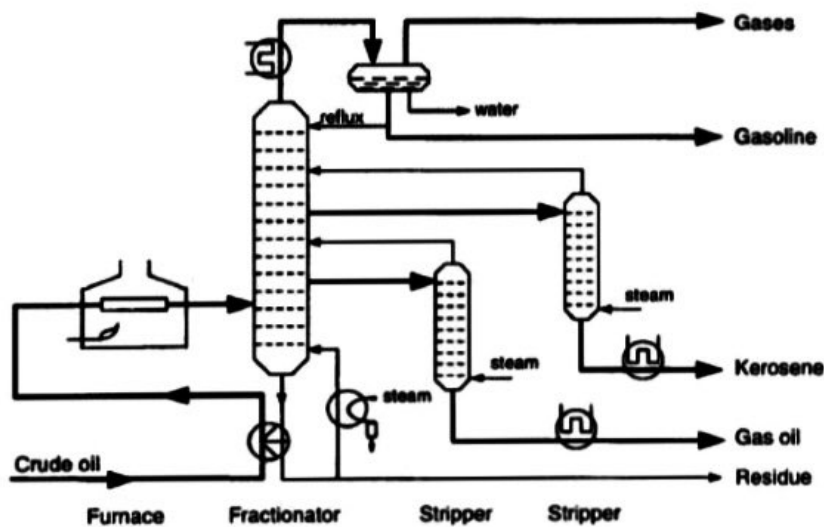 Gases
water
reflux
Gasoline
steam
steam
Kerosene
steam
Gas oil
Crude oil
Residue
Furnace Fractionator Stripper Stripper